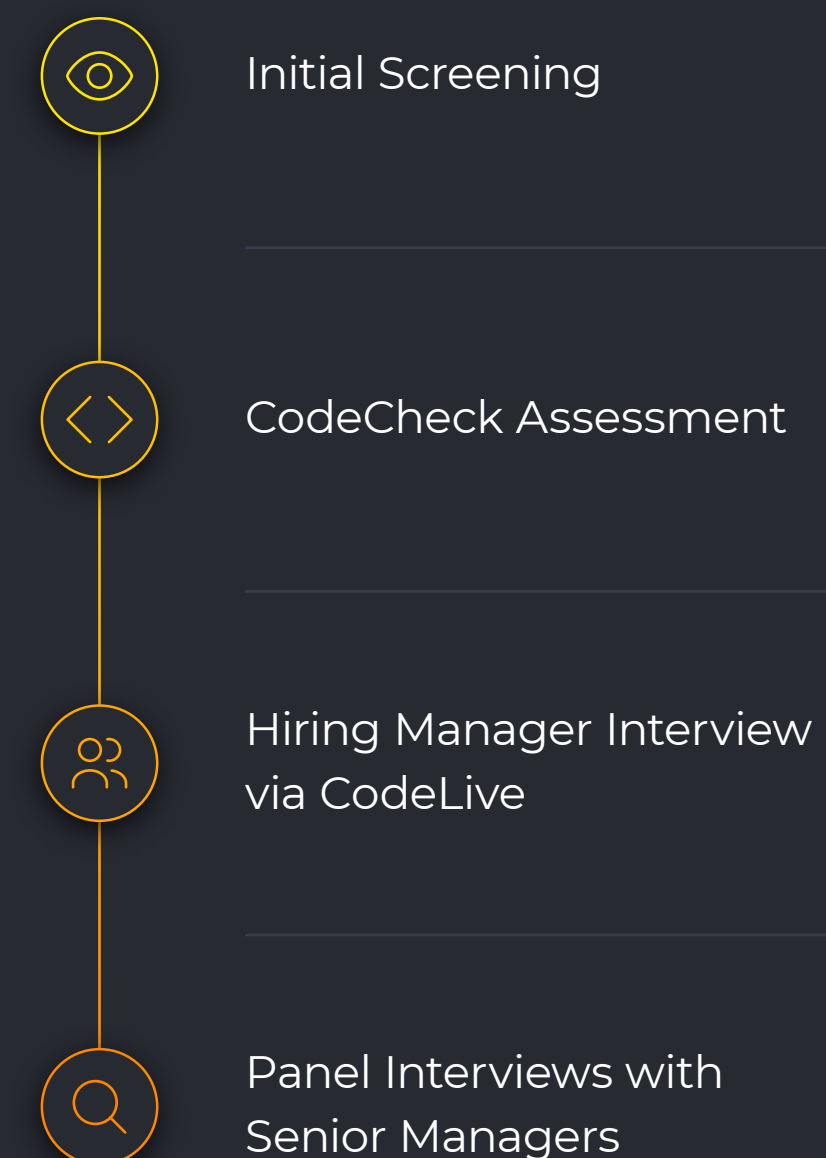 Initial Screening
CodeCheck Assessment
Hiring Manager Interview
via CodeLive
Panel Interviews with
Senior Managers